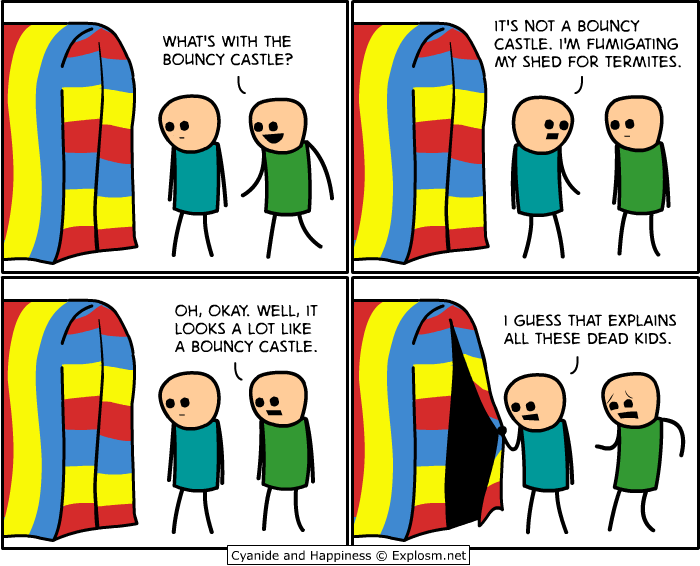 WHAT'S WITH THE
BOUNCY CASTLE?
IT'S NOT A BOUNCY
CASTLE. I'M FUMIGATING
MY SHED FOR TERMITES.
OH, OKAY. WELL, IT
LOOKS A LOT LIKE
A BOUNCY CASTLE.
I GUESS THAT EXPLAINS
ALL THESE DEAD KIDS.
Cyanide and Happiness © Explosm.net